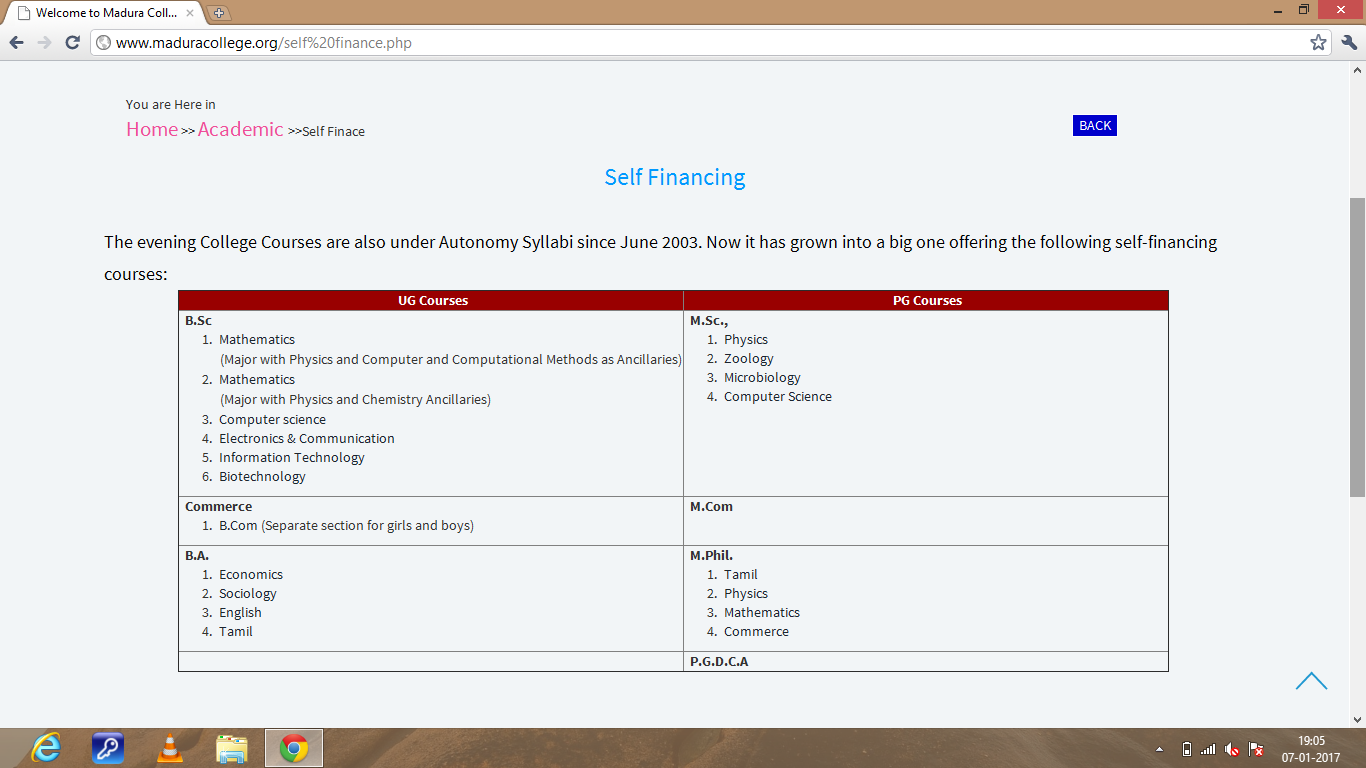 Welcome to Madura Coll...
www.maduracollege.org/self%20finance.php
You are Here in
Home >> Academic >>Self Finace
BACK
Self Financing
The evening College Courses are also under Autonomy Syllabi since June 2003. Now it has grown into a big one offering the following self-financing
courses:
UG Courses
PG Courses
B.Sc
1. Mathematics
(Major with Physics and Computer and Computational Methods as Ancillaries)
2. Mathematics
(Major with Physics and Chemistry Ancillaries)
3. Computer science
4. Electronics & Communication
5. Information Technology
6. Biotechnology
M.Sc.,
1. Physics
2. Zoology
3. Microbiology
4. Computer Science
Commerce
1. B.Com (Separate section for girls and boys)
M.Com
B.A.
1. Economics
2. Sociology
3. English
4. Tamil
M.Phil.
1. Tamil
2. Physics
3. Mathematics
4. Commerce
P.G.D.C.A
19:05
07-01-2017